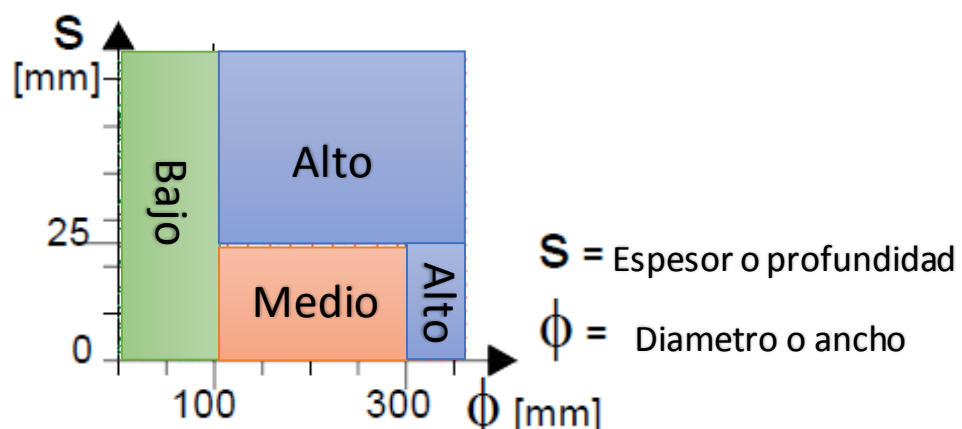 S
[mm]
Bajo
Alto
25
Medio
Alto
0
100
300
ϕ [mm]
S = Espesor o profundidad
ϕ = Diametro o ancho